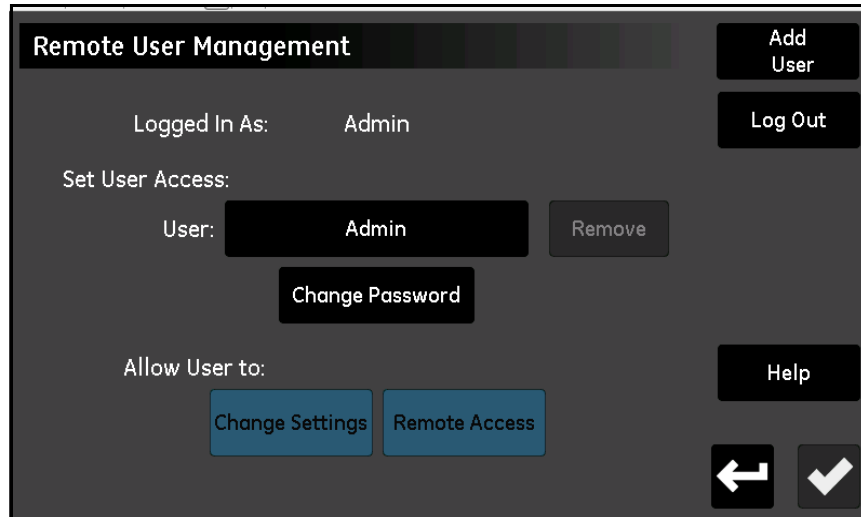 Remote User Management
Add
User
Logged In As: Admin
Log Out
Set User Access:
User: Admin Remove
Change Password
Allow User to:
Help
Change Settings Remote Access